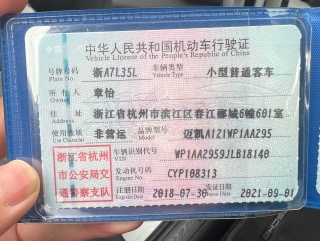 中华人民共和国机动车行驶证
Vehicle License of the People's Republic of China
号牌号码 浙A7L35L 车辆类型 小型普通客车
Plate No. Vehicle Type
所有人 章怡
Owner
住址 浙江省杭州市滨江区春江郦城6幢601室
Address
使用性质 非营运 品牌型号 迈凯A121WP1AA295
Use Character Model
浙江省杭州 车辆识别代号 WP1AA2959JLB18140
VIN
市公安局交 发动机号码 CYP108313
Engine No.
通警察支队 注册日期 2018-07-30 发证日期 2021-09-01
Register Date Issue Date